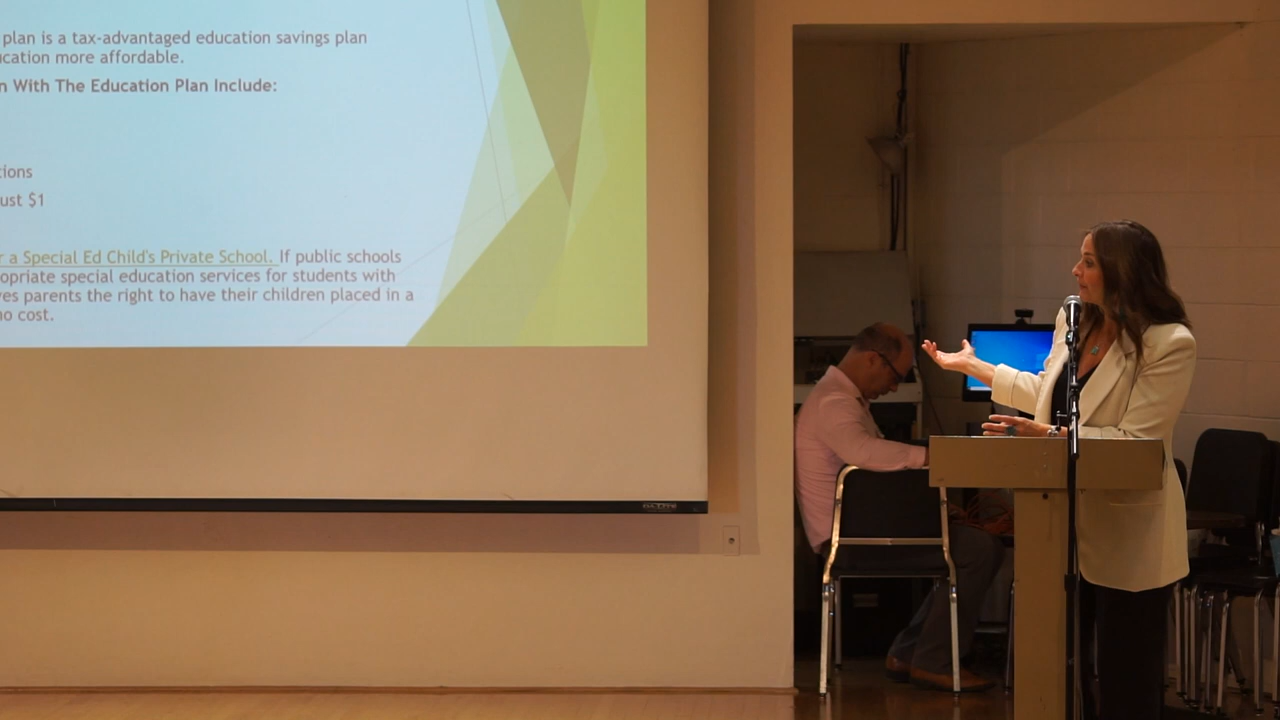 plan is a tax-advantaged education savings plan
ucation more affordable.
n With The Education Plan Include:
tions
ust $1
r a Special Ed Child's Private School. If public schools
opriate special education services for students with
ves parents the right to have their children placed in a
no cost.
DA-LITE